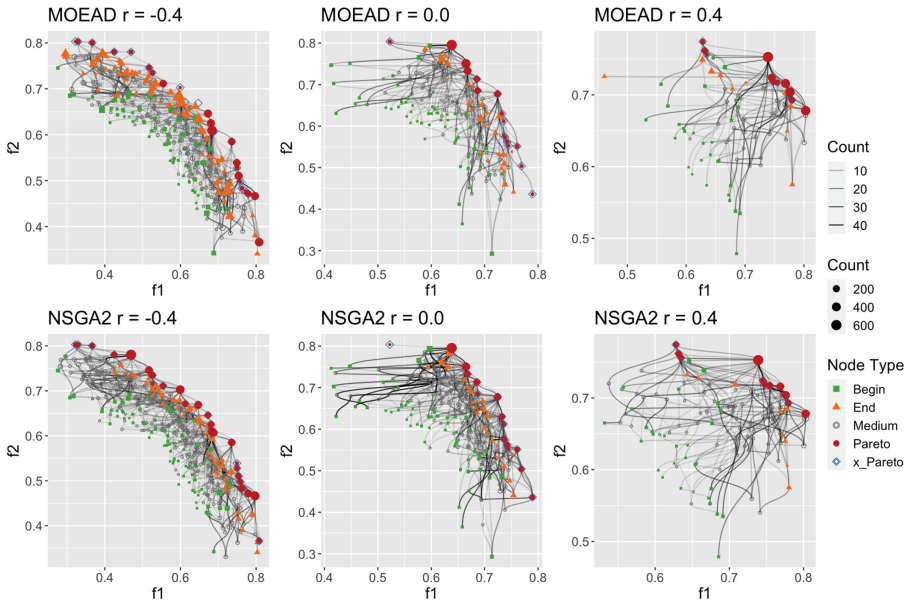 MOEAD r = -0.4
MOEAD r = 0.0
MOEAD r = 0.4
f2
0.8
0.7
0.6
0.5
0.4
0.4
0.6
0.8
f1
f2
0.8
0.7
0.6
0.5
0.4
0.3
0.4
0.5
0.6
0.7
0.8
f1
f2
0.7
0.6
0.5
0.5
0.6
0.7
0.8
f1
NSGA2 r = -0.4
NSGA2 r = 0.0
NSGA2 r = 0.4
f2
0.8
0.7
0.6
0.5
0.4
0.4
0.6
0.8
f1
f2
0.8
0.7
0.6
0.5
0.4
0.3
0.4
0.5
0.6
0.7
0.8
f1
f2
0.7
0.6
0.5
0.6
0.7
0.8
f1
Count
10
20
30
40
Count
200
400
600
Node Type
Begin
End
Medium
Pareto
x_Pareto